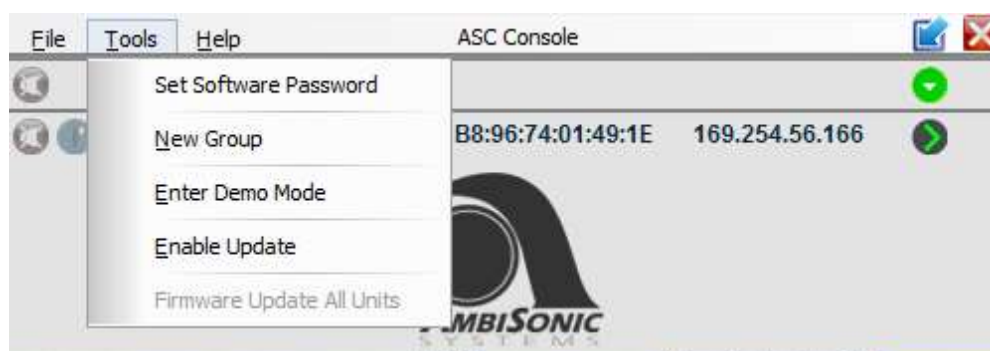 File Tools Help ASC Console
Set Software Password
New Group B8:96:74:01:49:1E 169.254.56.166
Enter Demo Mode
Enable Update
Firmware Update All Units
AMBISONIC
SYSTEMS